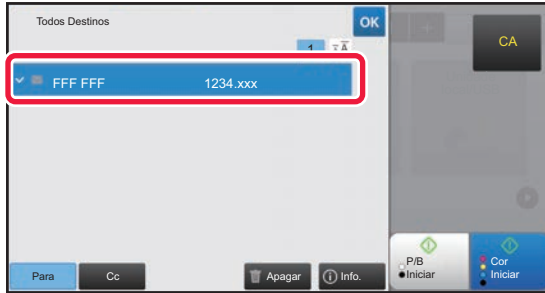 Todos Destinos
OK
CA
1
FFF FFF 1234.xxx
Para
Cc
Apagar
Info.
P/B
Iniciar
Cor
Iniciar